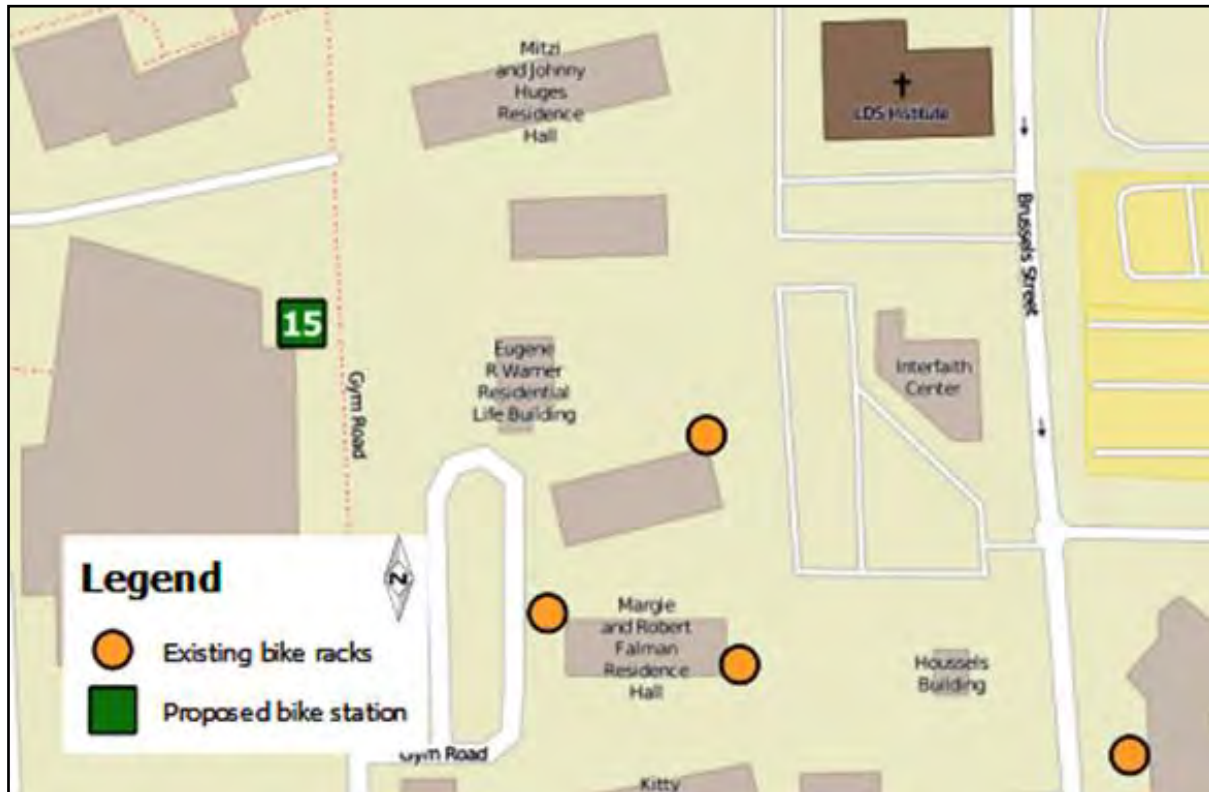 Mitzi
and Johnny
Huges
Residence
Hall
LDS Institute
Brussels Street
15
Gym Road
Eugene
R Warner
Residential
Life Building
Interfaith
Center
Legend
N
Existing bike racks
Proposed bike station
Margie
and Robert
Falman
Residence
Hall
Houssels
Building
Gym Road
Kitty